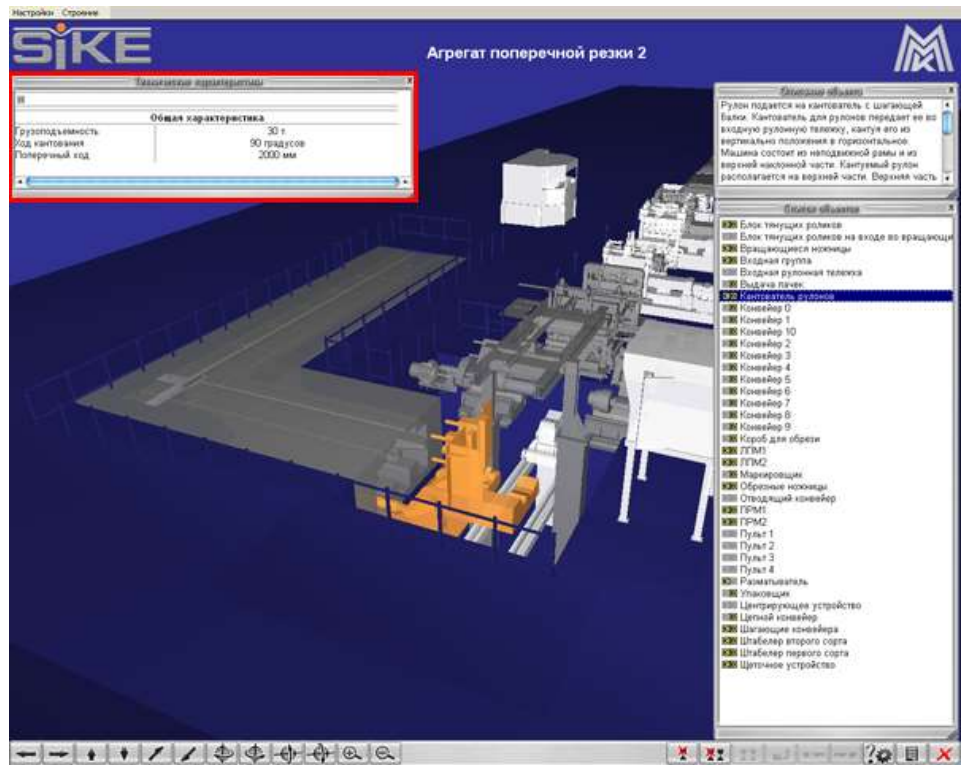 Настройки Строение
SiKE
Агрегат поперечной резки 2
Технические характеристики
Общая характеристика
Грузоподъемность 30 т
Ход кантования 90 градусов
Поперечный ход 2000 мм
Описание объекта
Рулон подается на кантователь с шагающей
балки. Кантователь для рулонов передает ее во
входную рулонную тележку, кантуя его из
вертикально положения в горизонтальное.
Машина состоит из неподвижной рамы и из
верхней наклонной части. Кантуемый рулон
располагается на верхней части. Верхняя часть
Список объектов
Блок тянущих роликов
Блок тянущих роликов на входе во вращающи
Вращающиеся ножницы
Входная группа
Входная рулонная тележка
Выдача пачек
Кантователь рулонов
Конвейер 0
Конвейер 1
Конвейер 10
Конвейер 2
Конвейер 3
Конвейер 4
Конвейер 5
Конвейер 6
Конвейер 7
Конвейер 8
Конвейер 9
Короб для обрези
ЛПМ1
ЛПМ2
Маркировщик
Обрезные ножницы
Отводящий конвейер
ПРМ1
ПРМ2
Пульт 1
Пульт 2
Пульт 3
Пульт 4
Разматыватель
Упаковщик
Центрирующее устройство
Цепной конвейер
Шагающие конвейера
Штабелер второго сорта
Штабелер первого сорта
Щеточное устройство